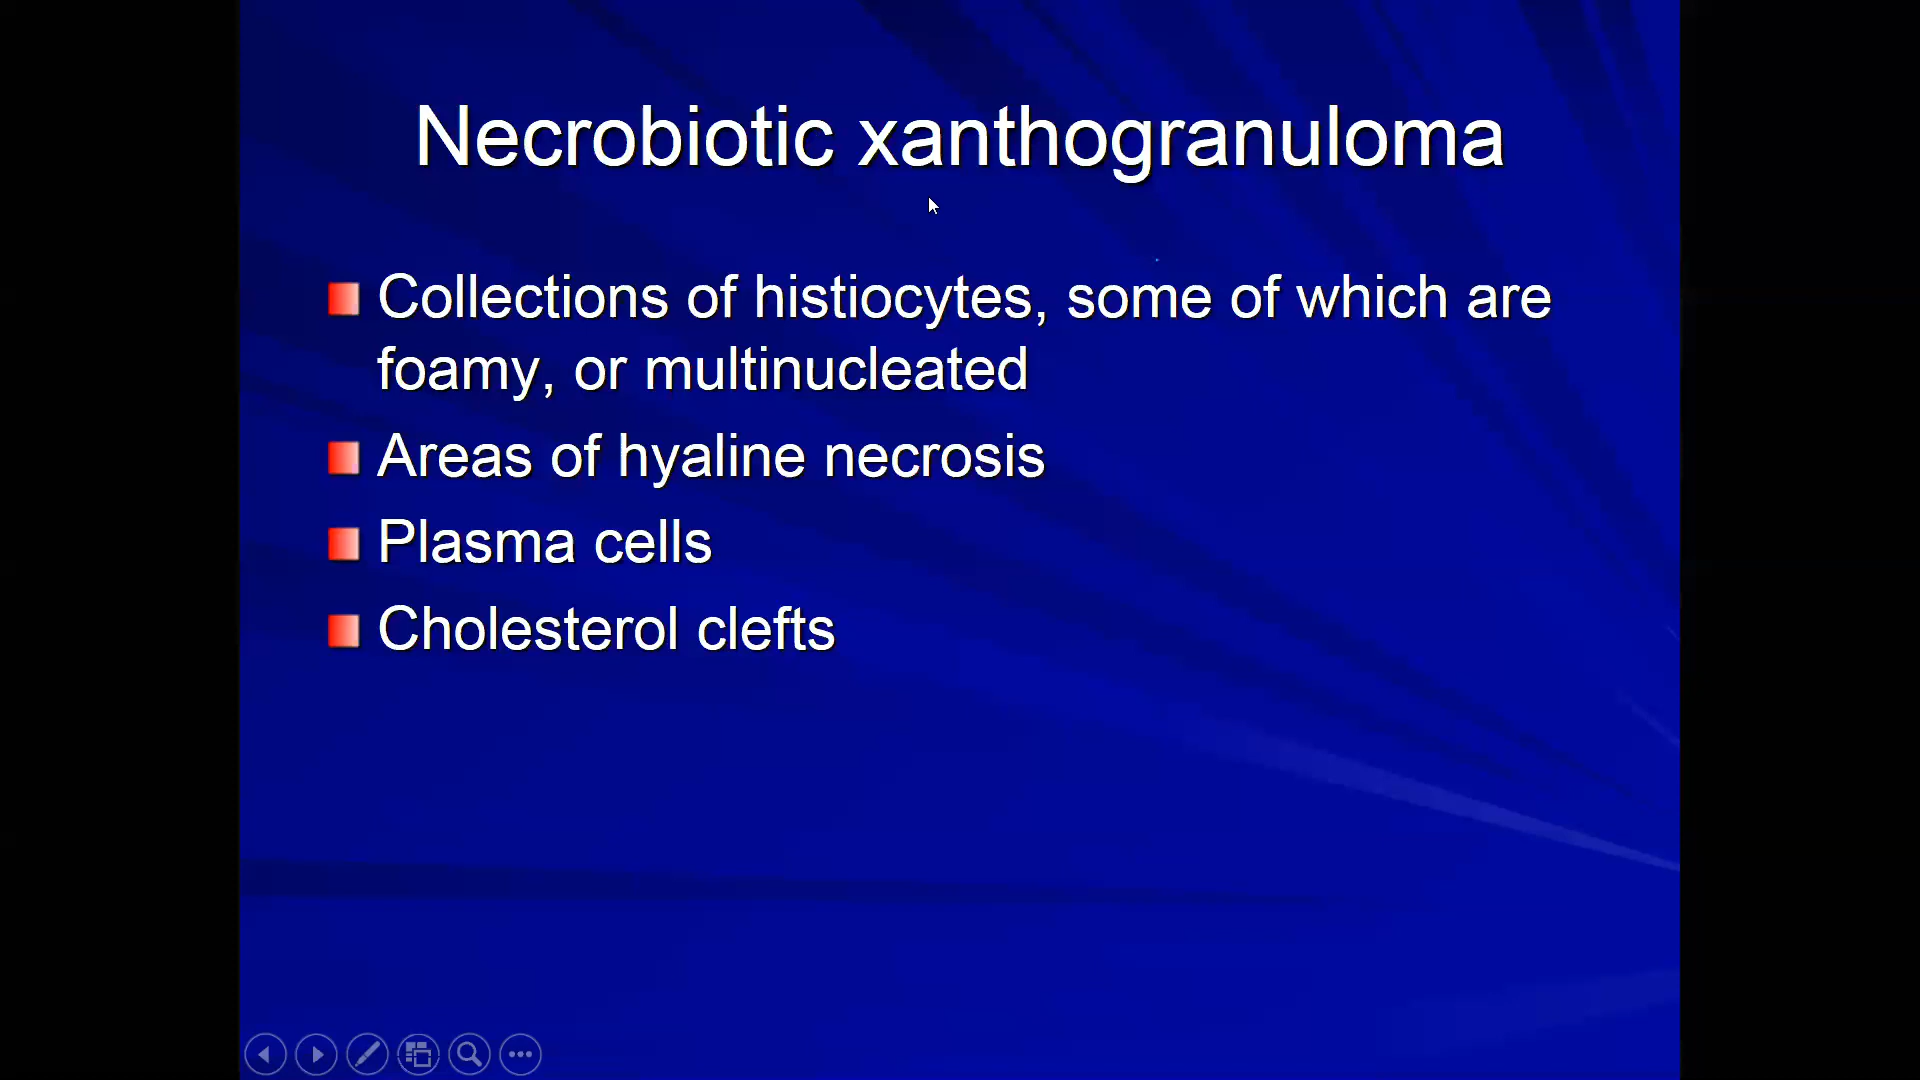 Necrobiotic xanthogranuloma
Collections of histiocytes, some of which are
foamy, or multinucleated
Areas of hyaline necrosis
Plasma cells
Cholesterol clefts